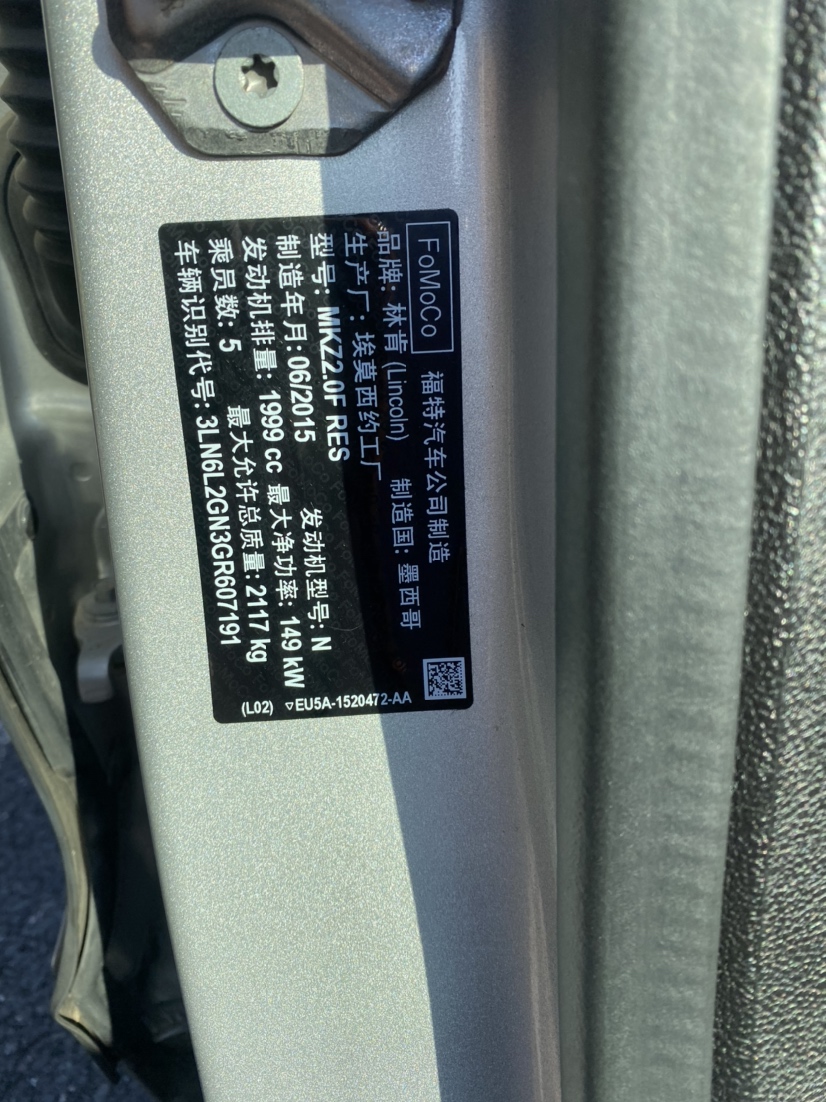 FoMoCo 福特汽车公司制造
品牌: 林肯 (Lincoln) 制造国: 墨西哥
生产厂: 埃莫西约工厂
型号: MKZ2.0F RES 发动机型号: N
制造年月: 06/2015
发动机排量: 1999 cc 最大净功率: 149 kW
乘员数: 5 最大允许总质量: 2117 kg
车辆识别代号: 3LN6L2GN3GR607191
(L02) ▽EU5A-1520472-AA